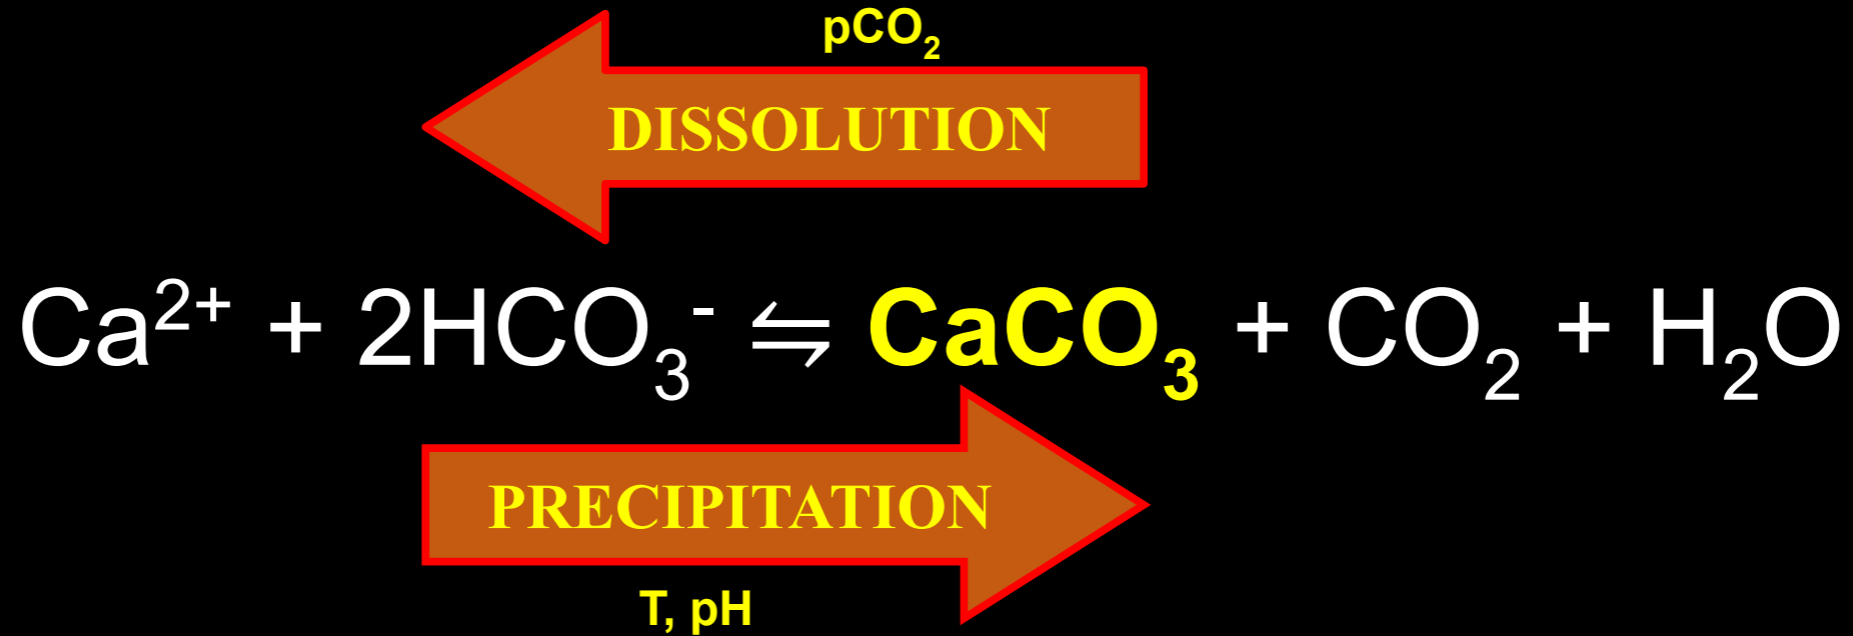 pCO₂
DISSOLUTION
Ca²⁺ + 2HCO₃⁻ ⇋ CaCO₃ + CO₂ + H₂O
PRECIPITATION
T, pH